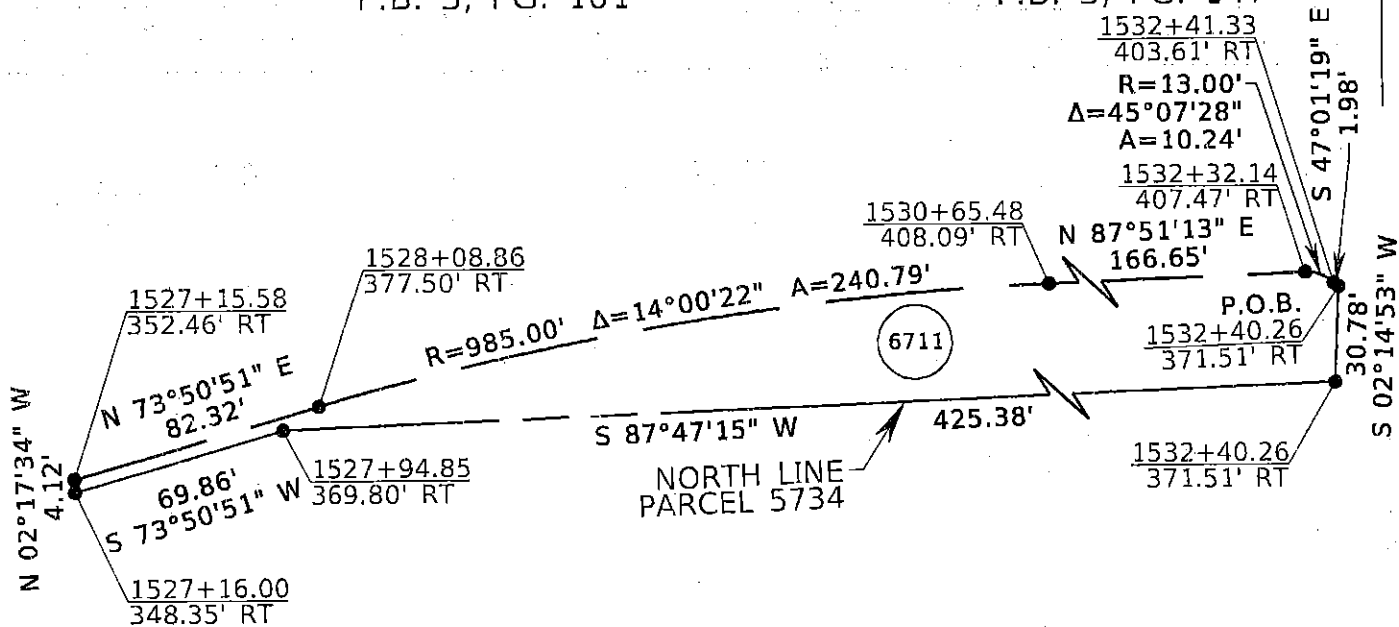 1532+41.33
403.61' RT
R=13.00'
Δ=45°07'28"
A=10.24'
S 47°01'19" E
1.98'
1532+32.14
407.47' RT
1530+65.48
408.09' RT
N 87°51'13" E
166.65'
1528+08.86
377.50' RT
1527+15.58
352.46' RT
R=985.00' Δ=14°00'22" A=240.79'
P.O.B.
1532+40.26
371.51' RT
30.78'
S 02°14'53" W
6711
N 73°50'51" E
82.32'
N 02°17'34" W
4.12'
S 87°47'15" W
425.38'
69.86'
S 73°50'51" W
1527+94.85
369.80' RT
NORTH LINE
PARCEL 5734
1532+40.26
371.51' RT
1527+16.00
348.35' RT